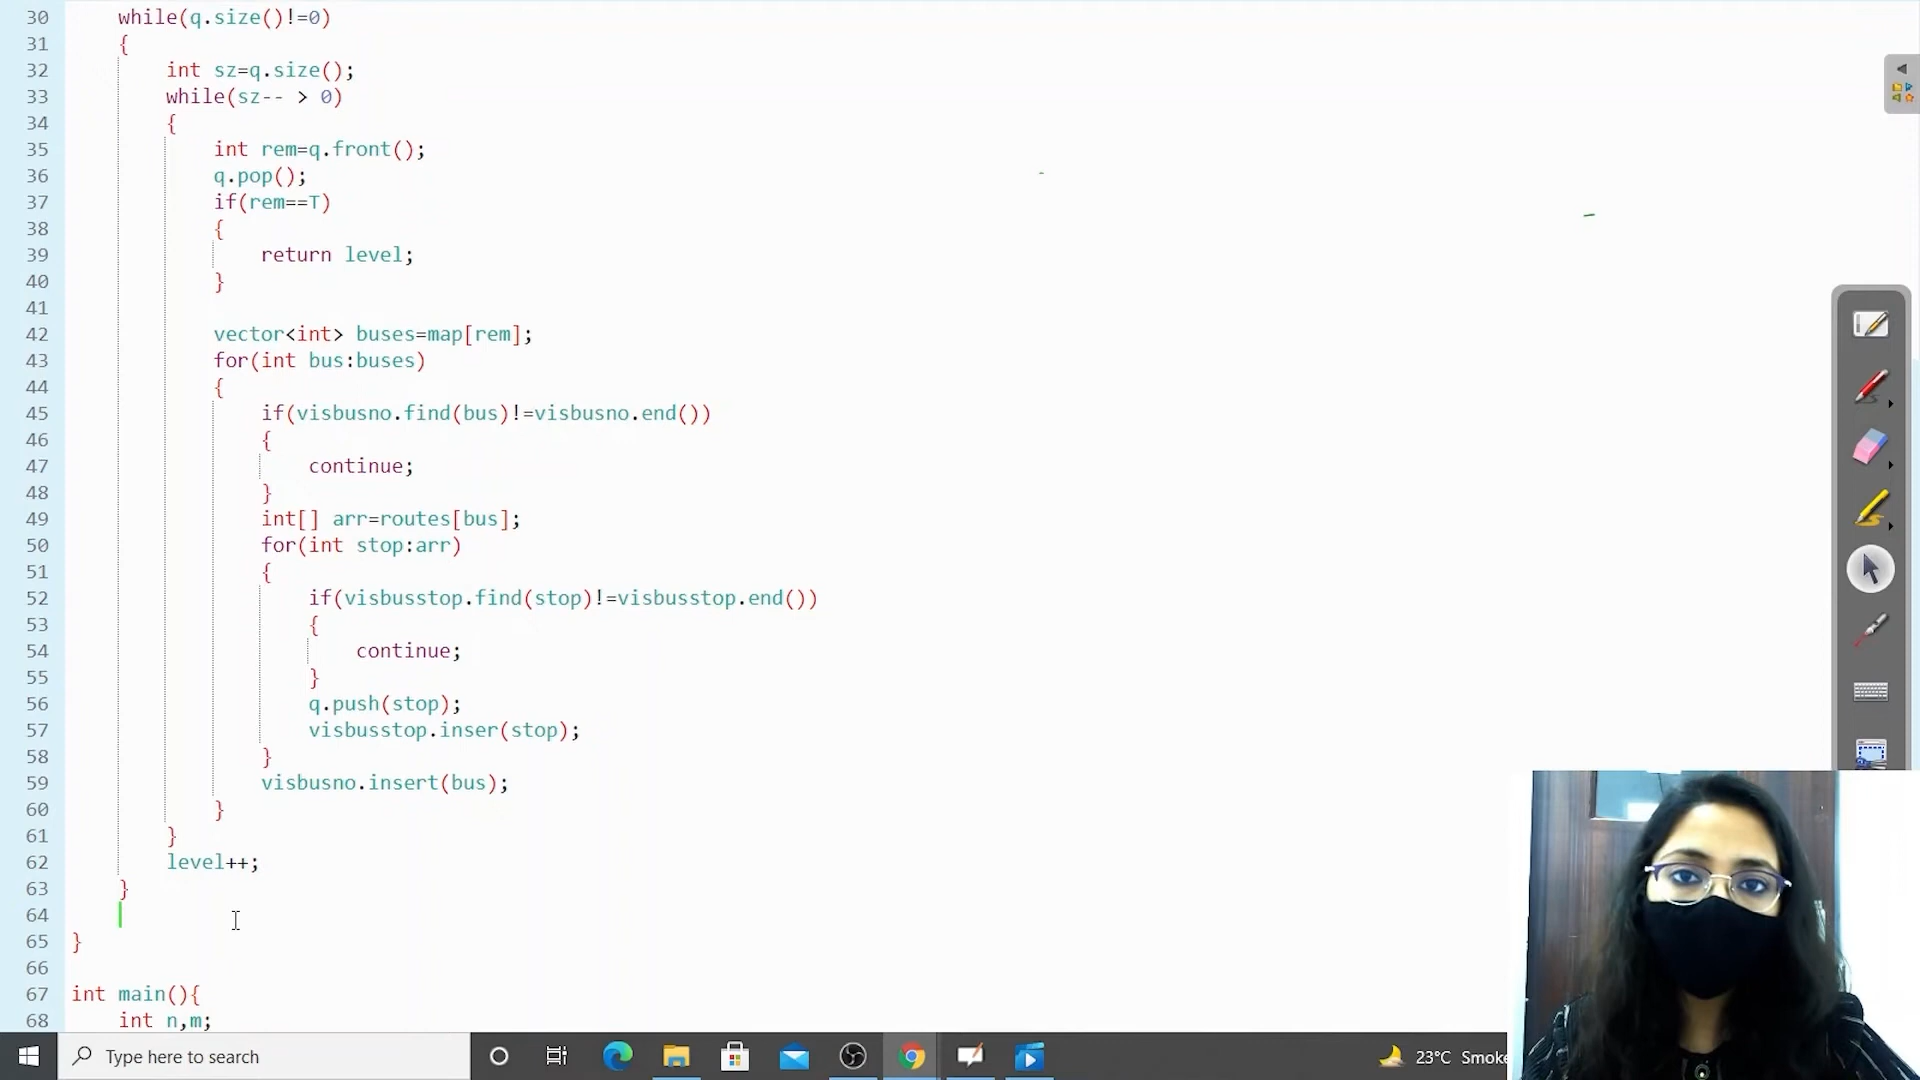 30 while(q.size()!=0)
31 {
32 int sz=q.size();
33 while(sz-- > 0)
34 {
35 int rem=q.front();
36 q.pop();
37 if(rem==T)
38 {
39 return level;
40 }
41
42 vector<int> buses=map[rem];
43 for(int bus:buses)
44 {
45 if(visbusno.find(bus)!=visbusno.end())
46 {
47 continue;
48 }
49 int[] arr=routes[bus];
50 for(int stop:arr)
51 {
52 if(visbusstop.find(stop)!=visbusstop.end())
53 {
54 continue;
55 }
56 q.push(stop);
57 visbusstop.inser(stop);
58 }
59 visbusno.insert(bus);
60 }
61 }
62 level++;
63 }
64
65 }
66
67 int main(){
68 int n,m;
Type here to search
23°C Smoke